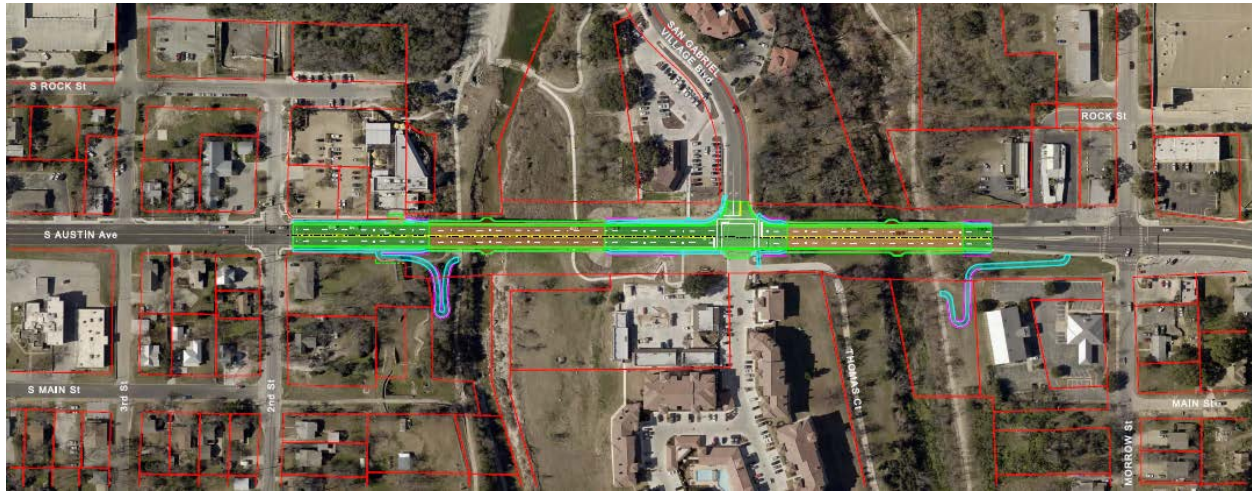 S ROCK St
SAN GABRIEL
VILLAGE Blvd
ROCK St
S AUSTIN Ave
S MAIN St
3rd St
2nd St
THOMAS Ct
MAIN St
MORROW St